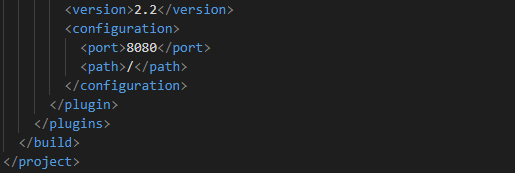 <version>2.2</version>
<configuration>
<port>8080</port>
<path>/</path>
</configuration>
</plugin>
</plugins>
</build>
</project>